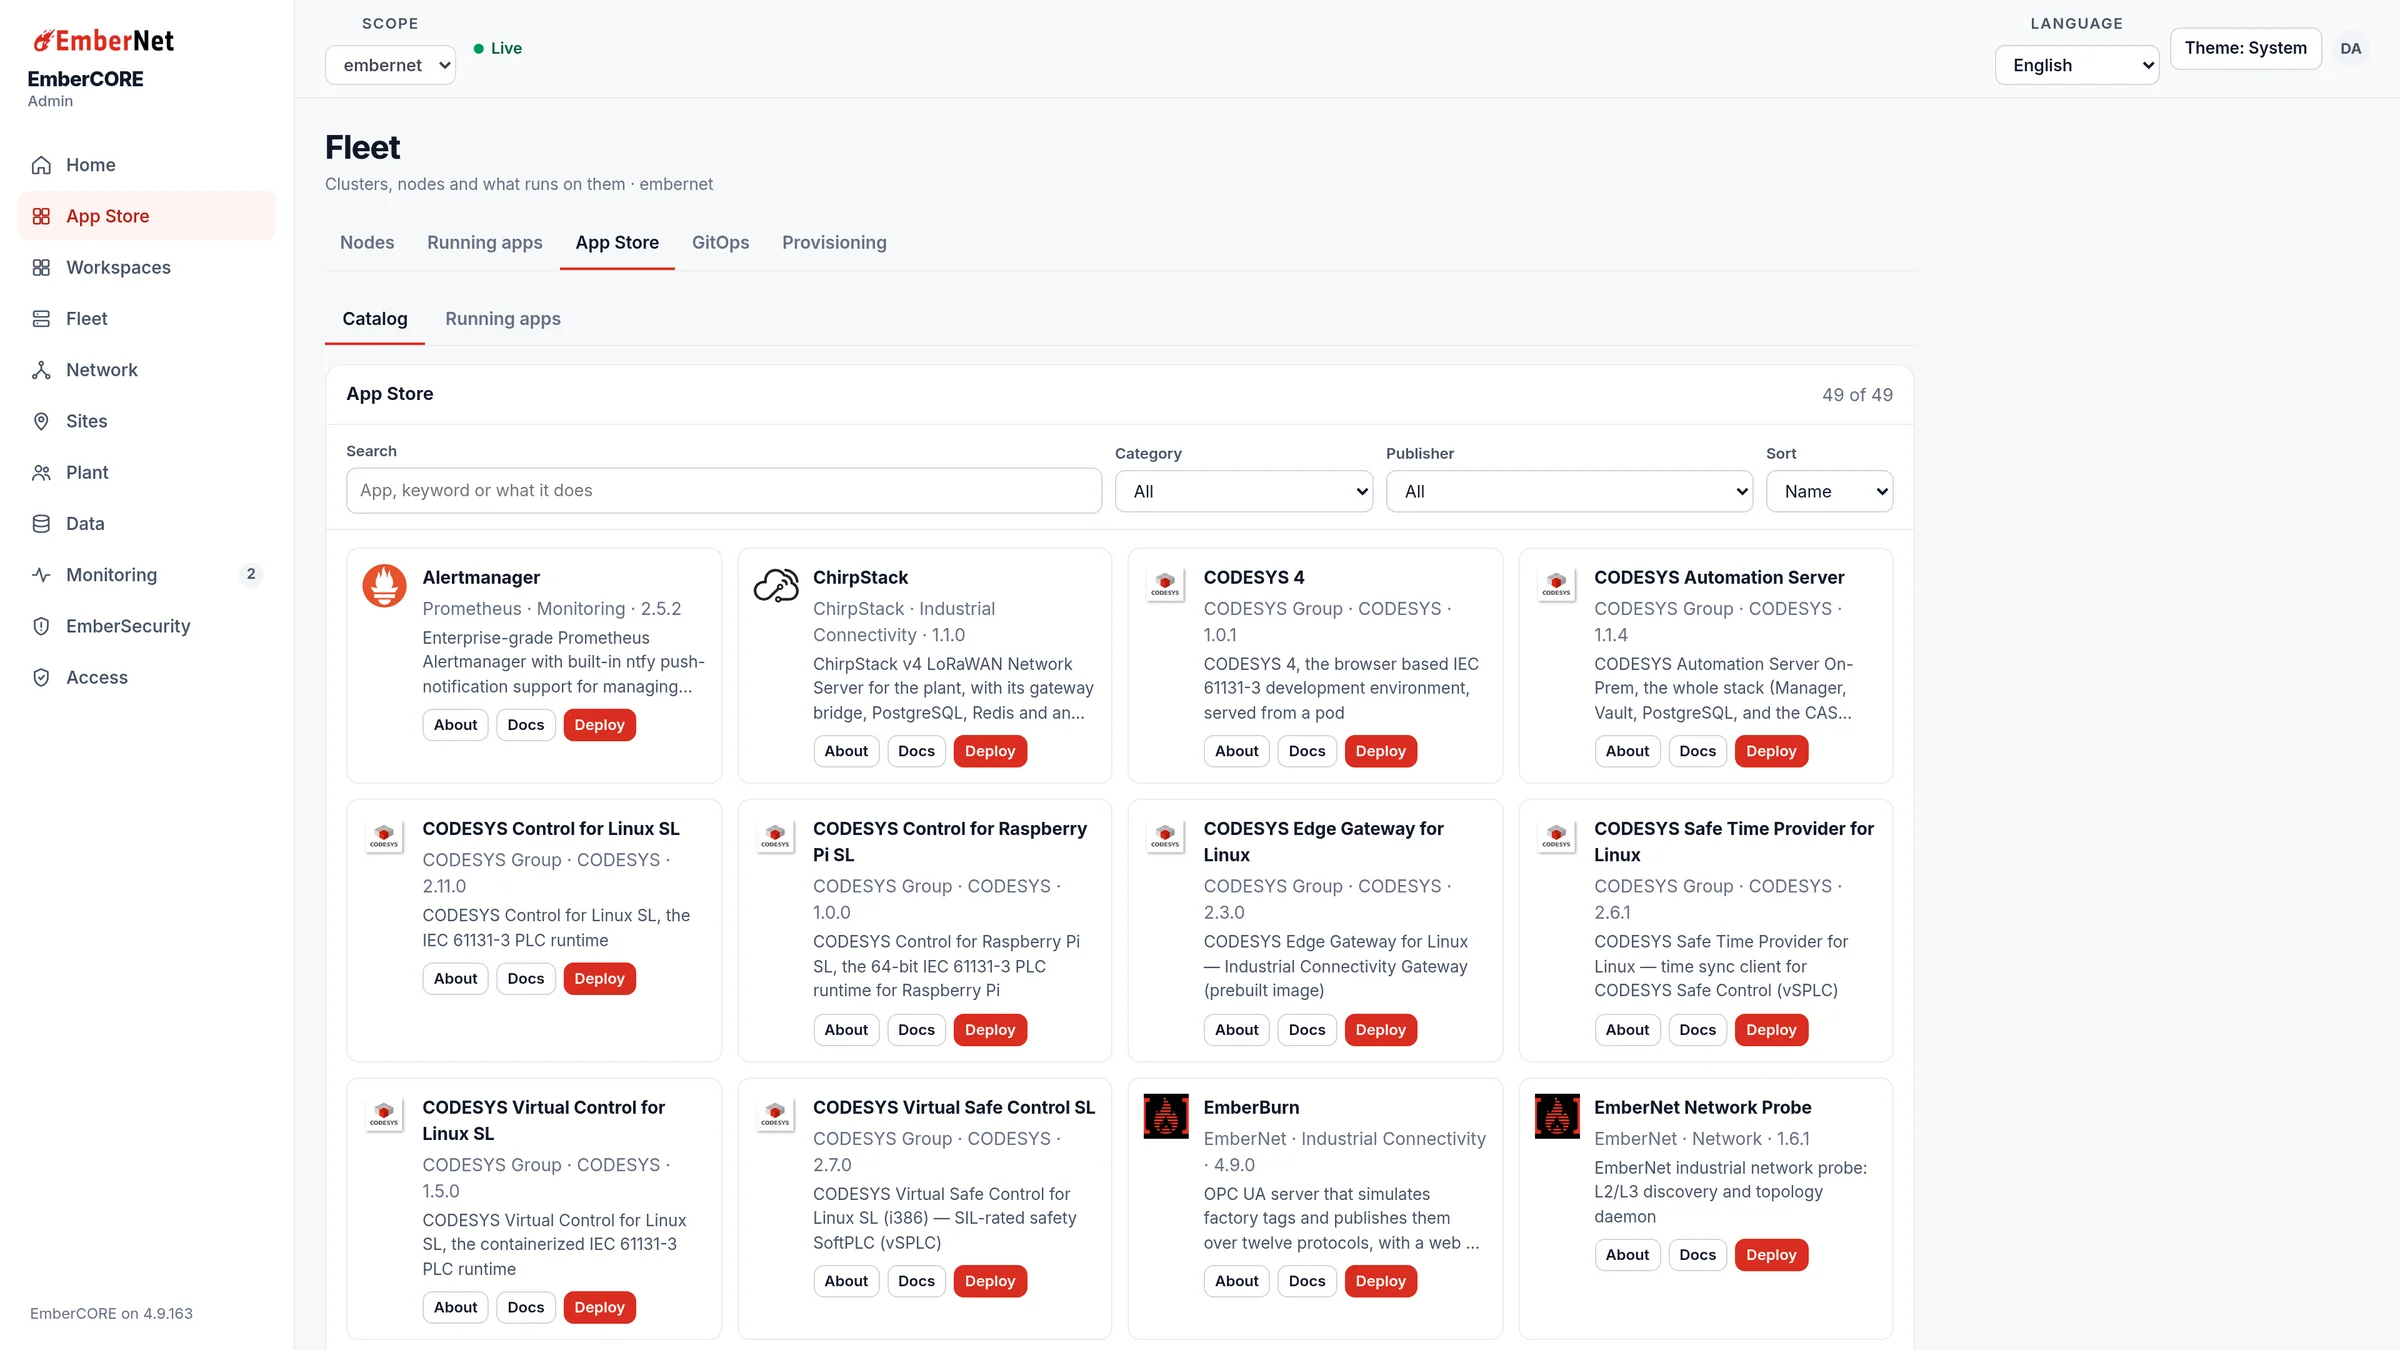 EmberNet
EmberCORE
Admin
Home
App Store
Workspaces
Fleet
Network
Sites
Plant
Data
Monitoring 2
EmberSecurity
Access
EmberCORE on 4.9.163
SCOPE
embernet
Live
LANGUAGE
English
Theme: System
DA
Fleet
Clusters, nodes and what runs on them · embernet
Nodes Running apps App Store GitOps Provisioning
Catalog Running apps
App Store 49 of 49
Search
App, keyword or what it does
Category
All
Publisher
All
Sort
Name
Alertmanager
Prometheus · Monitoring · 2.5.2
Enterprise-grade Prometheus
Alertmanager with built-in ntfy push-
notification support for managing...
About Docs Deploy
ChirpStack
ChirpStack · Industrial
Connectivity · 1.1.0
ChirpStack v4 LoRaWAN Network
Server for the plant, with its gateway
bridge, PostgreSQL, Redis and an...
About Docs Deploy
CODESYS
CODESYS 4
CODESYS Group · CODESYS ·
1.0.1
CODESYS 4, the browser based IEC
61131-3 development environment,
served from a pod
About Docs Deploy
CODESYS
CODESYS Automation Server
CODESYS Group · CODESYS ·
1.1.4
CODESYS Automation Server On-
Prem, the whole stack (Manager,
Vault, PostgreSQL, and the CAS...
About Docs Deploy
CODESYS
CODESYS Control for Linux SL
CODESYS Group · CODESYS ·
2.11.0
CODESYS Control for Linux SL, the
IEC 61131-3 PLC runtime
About Docs Deploy
CODESYS
CODESYS Control for Raspberry
Pi SL
CODESYS Group · CODESYS ·
1.0.0
CODESYS Control for Raspberry Pi
SL, the 64-bit IEC 61131-3 PLC
runtime for Raspberry Pi
About Docs Deploy
CODESYS
CODESYS Edge Gateway for
Linux
CODESYS Group · CODESYS ·
2.3.0
CODESYS Edge Gateway for Linux
— Industrial Connectivity Gateway
(prebuilt image)
About Docs Deploy
CODESYS
CODESYS Safe Time Provider for
Linux
CODESYS Group · CODESYS ·
2.6.1
CODESYS Safe Time Provider for
Linux — time sync client for
CODESYS Safe Control (vSPLC)
About Docs Deploy
CODESYS
CODESYS Virtual Control for
Linux SL
CODESYS Group · CODESYS ·
1.5.0
CODESYS Virtual Control for Linux
SL, the containerized IEC 61131-3
PLC runtime
About Docs Deploy
CODESYS
CODESYS Virtual Safe Control SL
CODESYS Group · CODESYS ·
2.7.0
CODESYS Virtual Safe Control for
Linux SL (i386) — SIL-rated safety
SoftPLC (vSPLC)
About Docs Deploy
EmberBurn
EmberNet · Industrial Connectivity
· 4.9.0
OPC UA server that simulates
factory tags and publishes them
over twelve protocols, with a web ...
About Docs Deploy
EmberNet Network Probe
EmberNet · Network · 1.6.1
EmberNet industrial network probe:
L2/L3 discovery and topology
daemon
About Docs Deploy